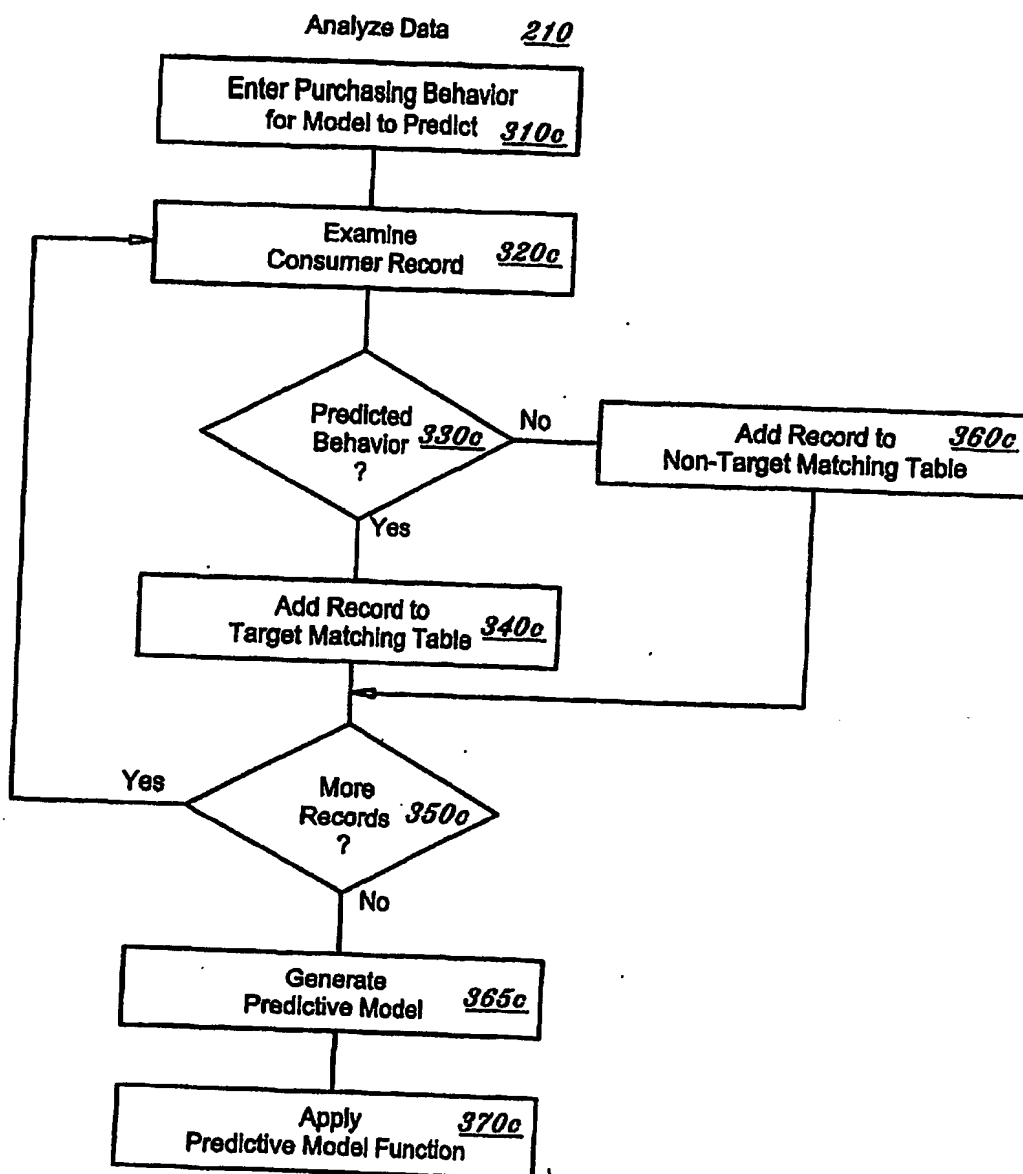 Analyze Data 210
Enter Purchasing Behavior
for Model to Predict 310c
Examine
Consumer Record 320c
Predicted
Behavior 330c
?
No
Add Record to 360c
Non-Target Matching Table
Yes
Add Record to
Target Matching Table 340c
Yes
More
Records 350c
?
No
Generate
Predictive Model 365c
Apply 370c
Predictive Model Function